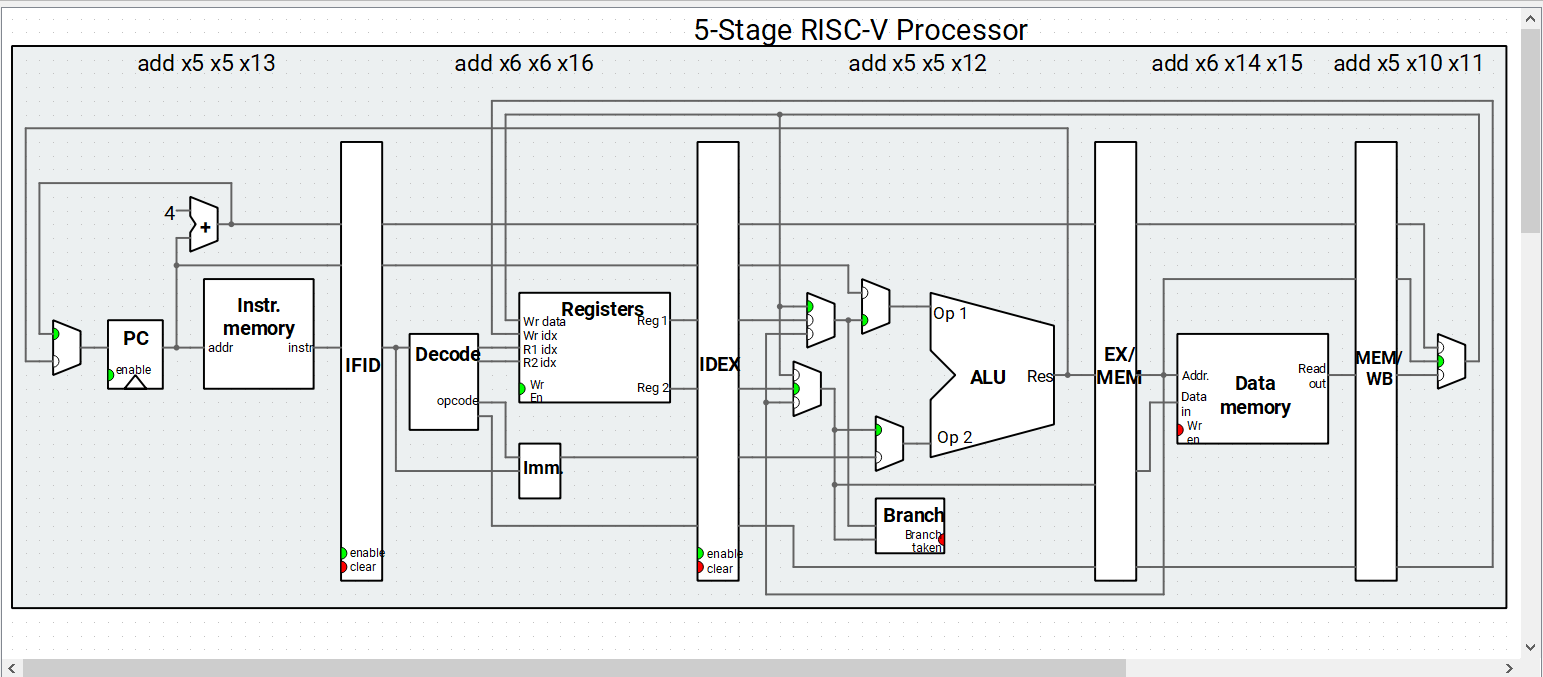 5-Stage RISC-V Processor
add x5 x5 x13
add x6 x6 x16
add x5 x5 x12
add x6 x14 x15
add x5 x10 x11
4
+
PC
enable
Instr.
memory
addr
instr
IFID
enable
clear
Decode
opcode
Registers
Wr data
Wr idx
R1 idx
R2 idx
Wr
En
Reg 1
Reg 2
Imm.
IDEX
enable
clear
Op 1
ALU
Res
Op 2
Branch
Branch
taken
EX/
MEM
Addr.
Data
in
Wr
en
Data
memory
Read
out
MEM/
WB